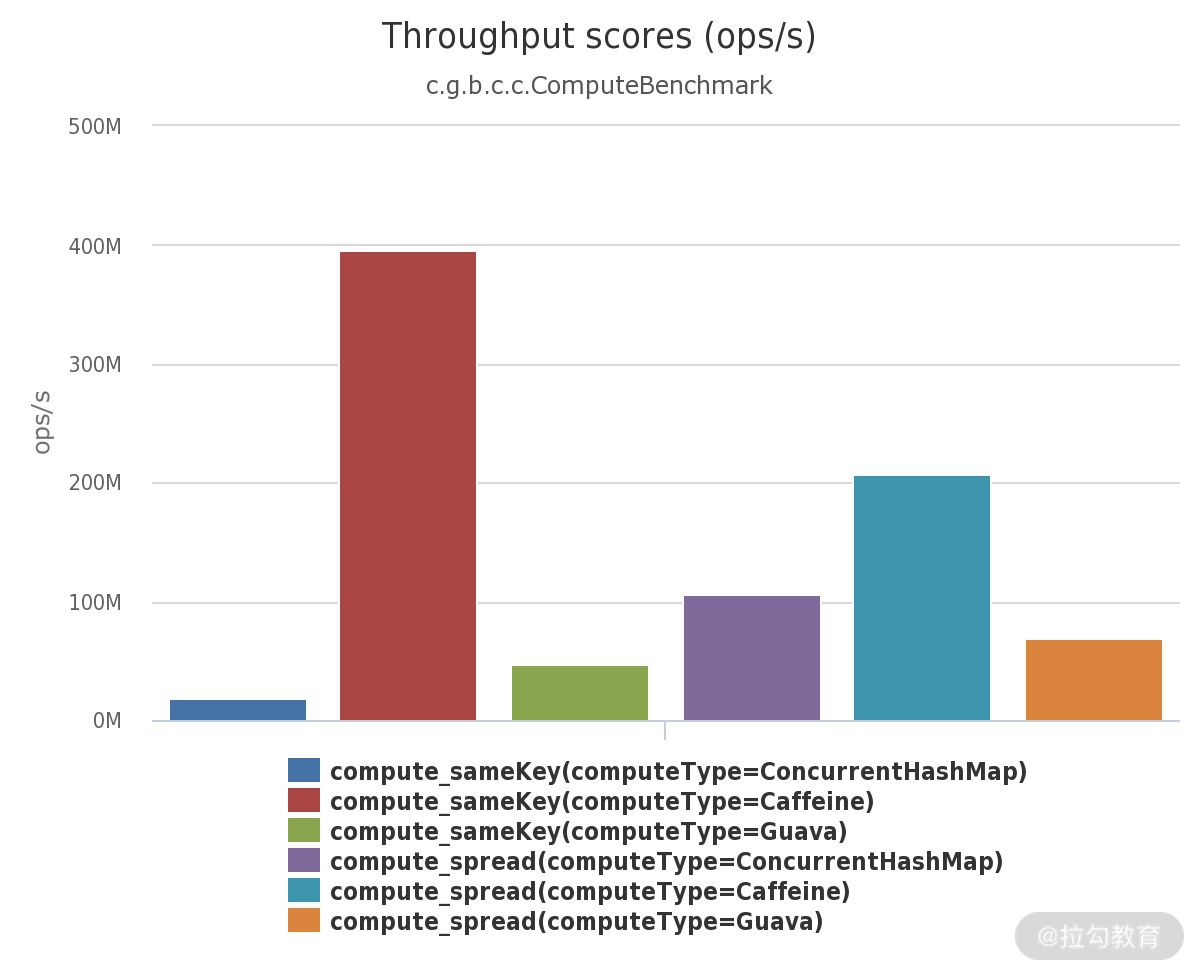 Throughput scores (ops/s)
c.g.b.c.c.ComputeBenchmark
500M
400M
300M
200M
100M
0M
ops/s
compute_sameKey(computeType=ConcurrentHashMap)
compute_sameKey(computeType=Caffeine)
compute_sameKey(computeType=Guava)
compute_spread(computeType=ConcurrentHashMap)
compute_spread(computeType=Caffeine)
compute_spread(computeType=Guava)
@拉勾教育